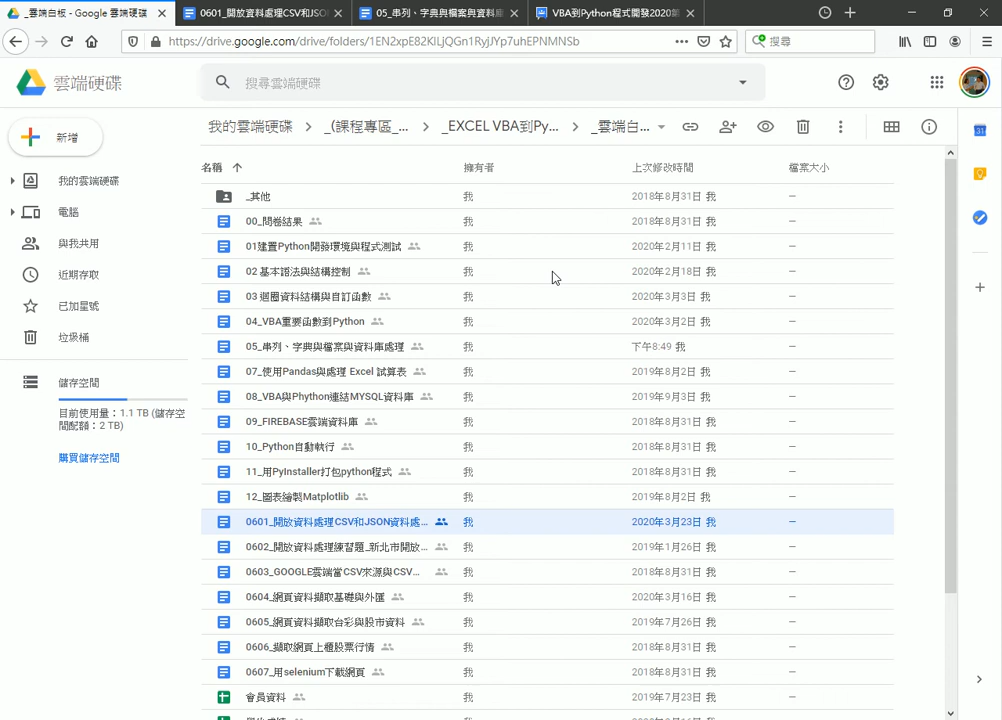 _雲端白板 - Google 雲端硬碟
0601_開放資料處理CSV和JSO
05_串列、字典與檔案與資料庫
VBA到Python程式開發2020
https://drive.google.com/drive/folders/1EN2xpE82KILjQGn1RyjJYp7uhEPNMNSb
搜尋
雲端硬碟
搜尋雲端硬碟
新增
我的雲端硬碟 > _(課程專區_... > _EXCEL VBA到Py... > _雲端白...
名稱 擁有者 上次修改時間 檔案大小
我的雲端硬碟
電腦
與我共用
近期存取
已加星號
垃圾桶
儲存空間
目前使用量：1.1 TB (儲存空
間配額：2 TB)
購買儲存空間
_其他 我 2018年8月31日 我 —
00_問卷結果 我 2018年8月31日 我 —
01建置Python開發環境與程式測試 我 2020年2月11日 我 —
02 基本語法與結構控制 我 2020年2月18日 我 —
03 迴圈資料結構與自訂函數 我 2020年3月3日 我 —
04_VBA重要函數到Python 我 2020年3月2日 我 —
05_串列、字典與檔案與資料庫處理 我 下午8:49 我 —
07_使用Pandas與處理 Excel 試算表 我 2019年8月2日 我 —
08_VBA與Phython連結MYSQL資料庫 我 2019年9月3日 我 —
09_FIREBASE雲端資料庫 我 2018年8月31日 我 —
10_Python自動執行 我 2018年8月31日 我 —
11_用PyInstaller打包python程式 我 2018年8月31日 我 —
12_圖表繪製Matplotlib 我 2019年8月2日 我 —
0601_開放資料處理CSV和JSON資料處... 我 2020年3月23日 我 —
0602_開放資料處理練習題_新北市開放... 我 2019年1月26日 我 —
0603_GOOGLE雲端當CSV來源與CSV... 我 2018年8月31日 我 —
0604_網頁資料擷取基礎與外匯 我 2020年3月16日 我 —
0605_網頁資料擷取台彩與股市資料 我 2019年7月26日 我 —
0606_擷取網頁上櫃股票行情 我 2018年8月31日 我 —
0607_用selenium下載網頁 我 2018年8月31日 我 —
會員資料 我 2019年7月23日 我 —
31